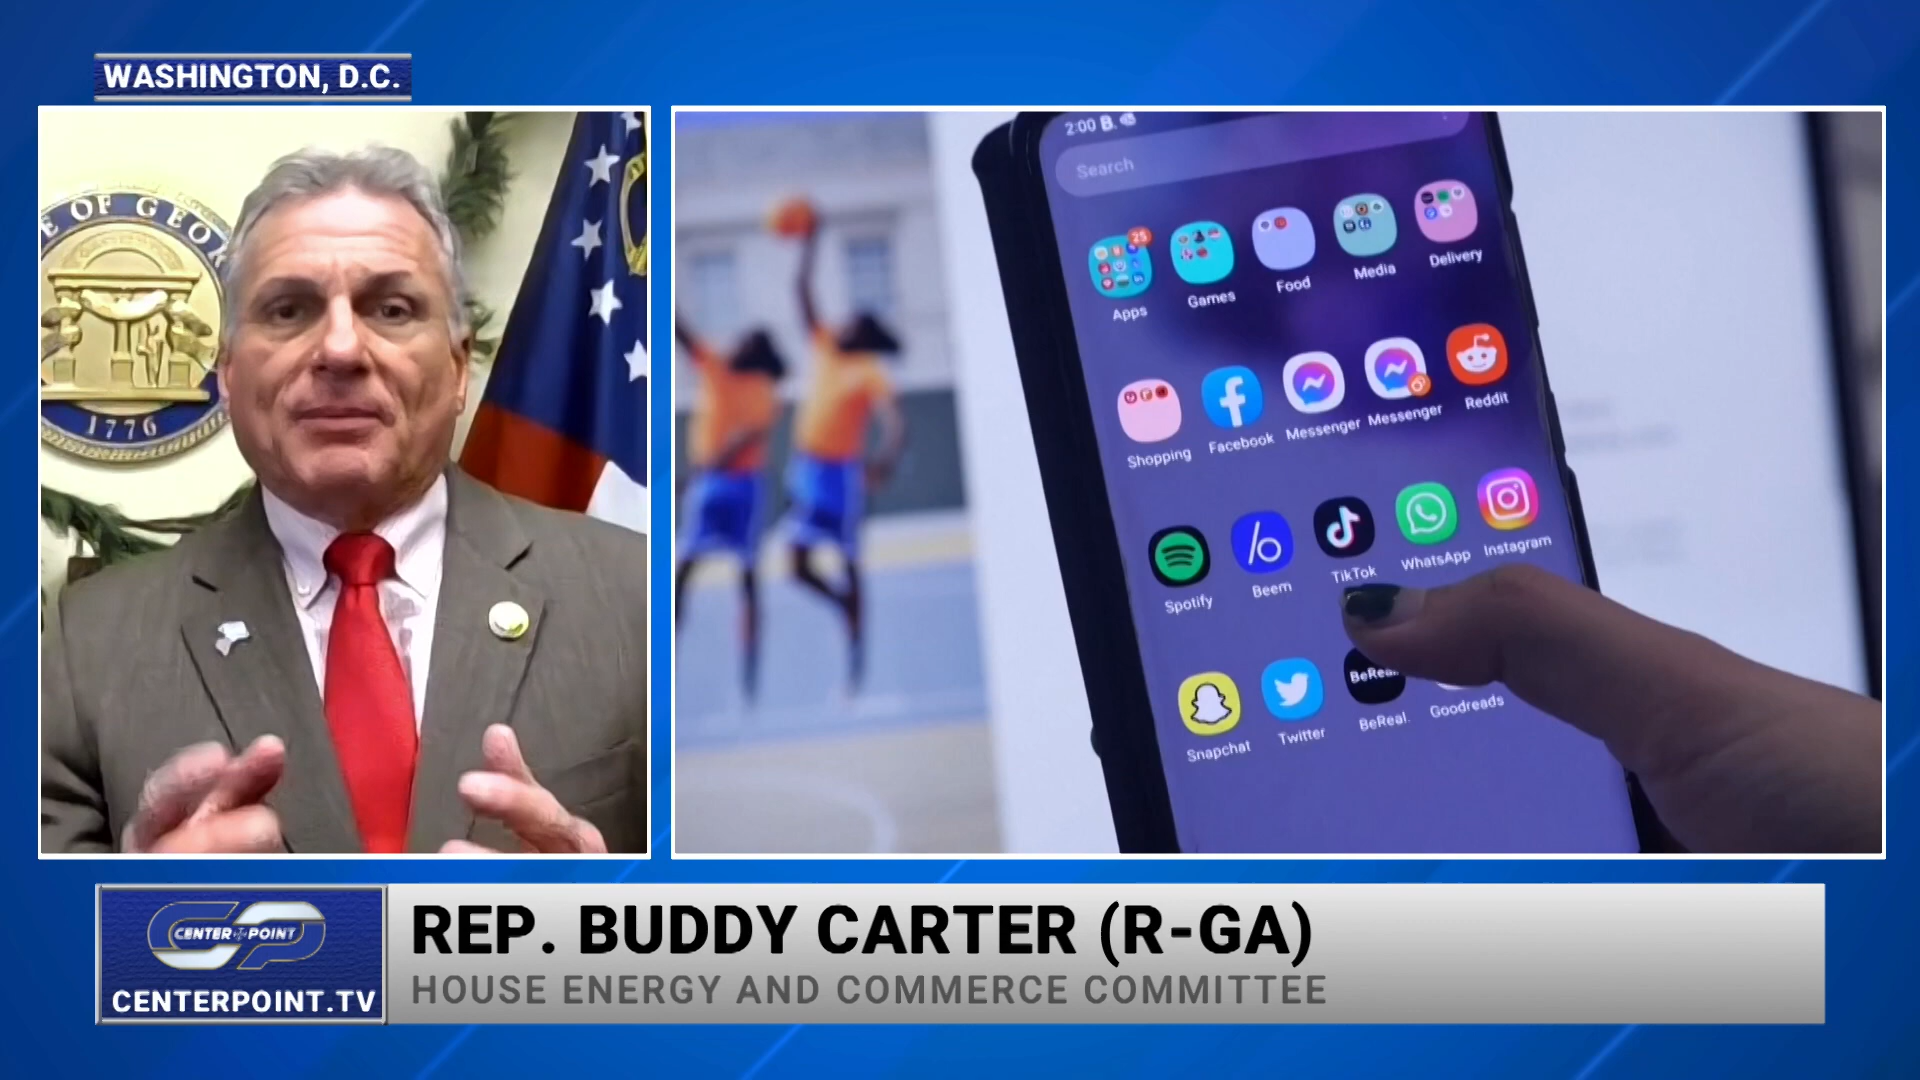 WASHINGTON, D.C.
E OF GEO
1776
2:00 B.
Search
25
Apps
Games
Food
Media
Delivery
Shopping
Facebook
Messenger
Messenger
Reddit
Spotify
Beem
TikTok
WhatsApp
Instagram
Snapchat
Twitter
BeReal.
BeReal.
Goodreads
CENTER POINT
CENTERPOINT.TV
REP. BUDDY CARTER (R-GA)
HOUSE ENERGY AND COMMERCE COMMITTEE